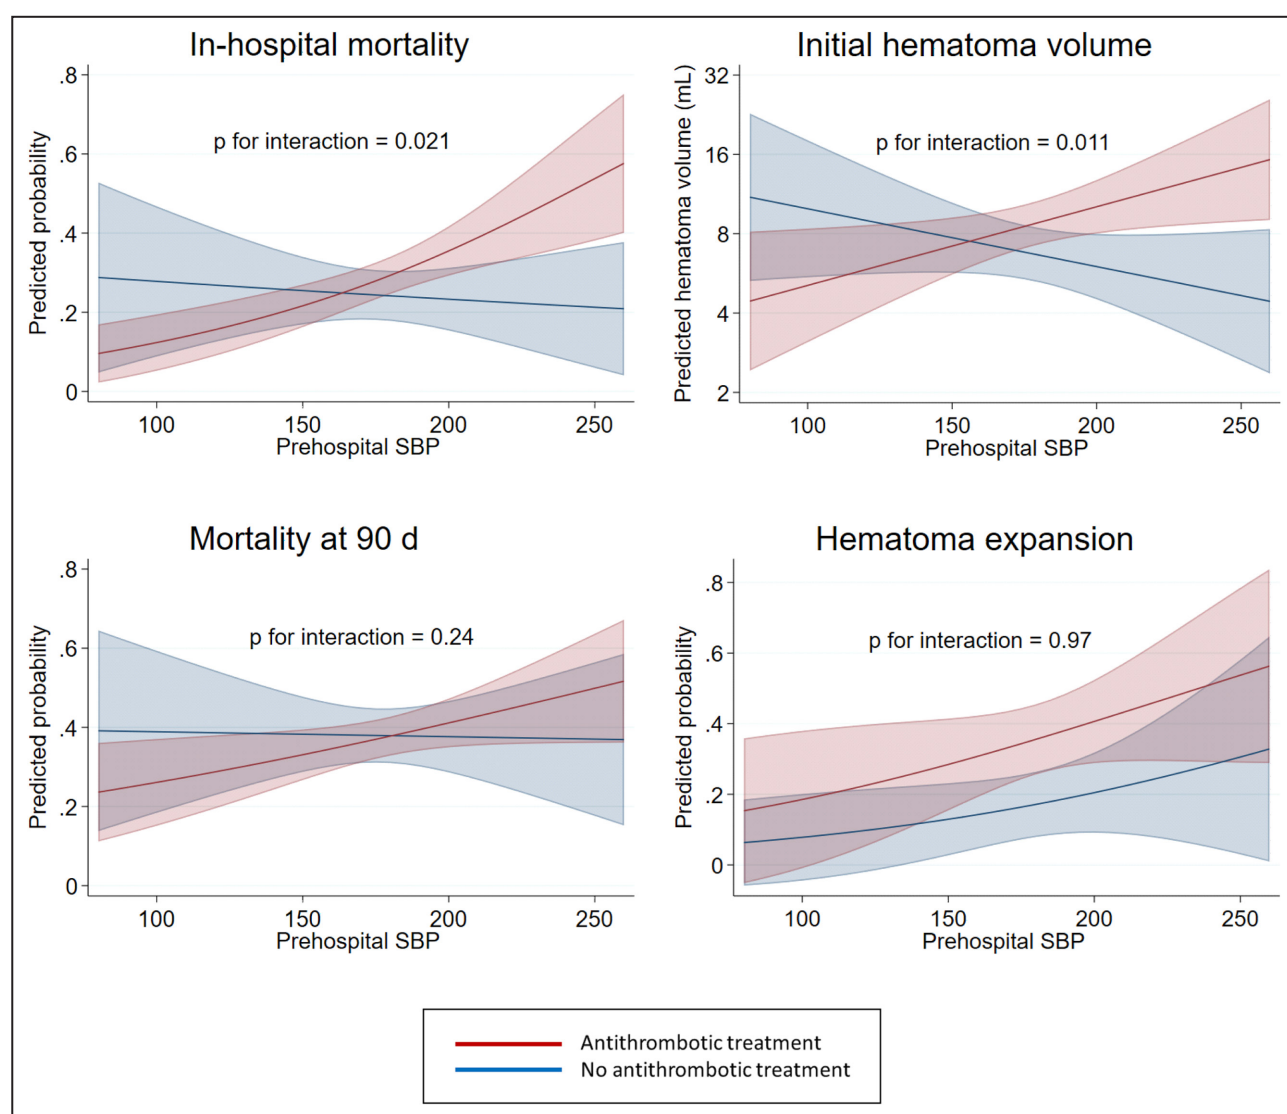 In-hospital mortality
.8
.6
.4
.2
0
Predicted probability
p for interaction = 0.021
100
150
200
250
Prehospital SBP
Initial hematoma volume
32
16
8
4
2
Predicted hematoma volume (mL)
p for interaction = 0.011
100
150
200
250
Prehospital SBP
Mortality at 90 d
.8
.6
.4
.2
0
Predicted probability
p for interaction = 0.24
100
150
200
250
Prehospital SBP
Hematoma expansion
.8
.6
.4
.2
0
Predicted probability
p for interaction = 0.97
100
150
200
250
Prehospital SBP
Antithrombotic treatment
No antithrombotic treatment